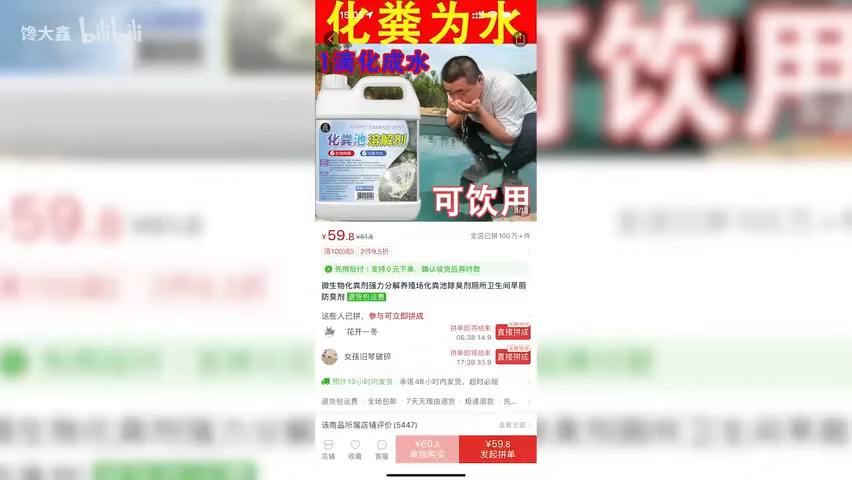 馋大鑫 bilibili
化粪为水
1滴化成水
化粪池溶解剂
可饮用
1/10
¥59.8 ¥61.8
全店已拼100万+件
满100减5 2件9.5折
先用后付 | 支持0元下单，确认收货后再付款
微生物化粪剂强力分解养殖场化粪池除臭剂厕所卫生间旱厕
防臭剂 退货包运费
这些人已拼，参与可立即拼成
花开一冬
拼单即将结束
06:38:14.9
直接拼成
女孩旧琴破碎
拼单即将结束
17:39:33.9
直接拼成
预计13小时内发货 承诺48小时内发货，超时必赔
退货包运费 · 全场包邮 · 7天无理由退货 · 极速退款 · 先...
该商品所属店铺评价(5447)
查看全部
店铺
收藏
客服
¥60.8
单独购买
¥59.8
发起拼单